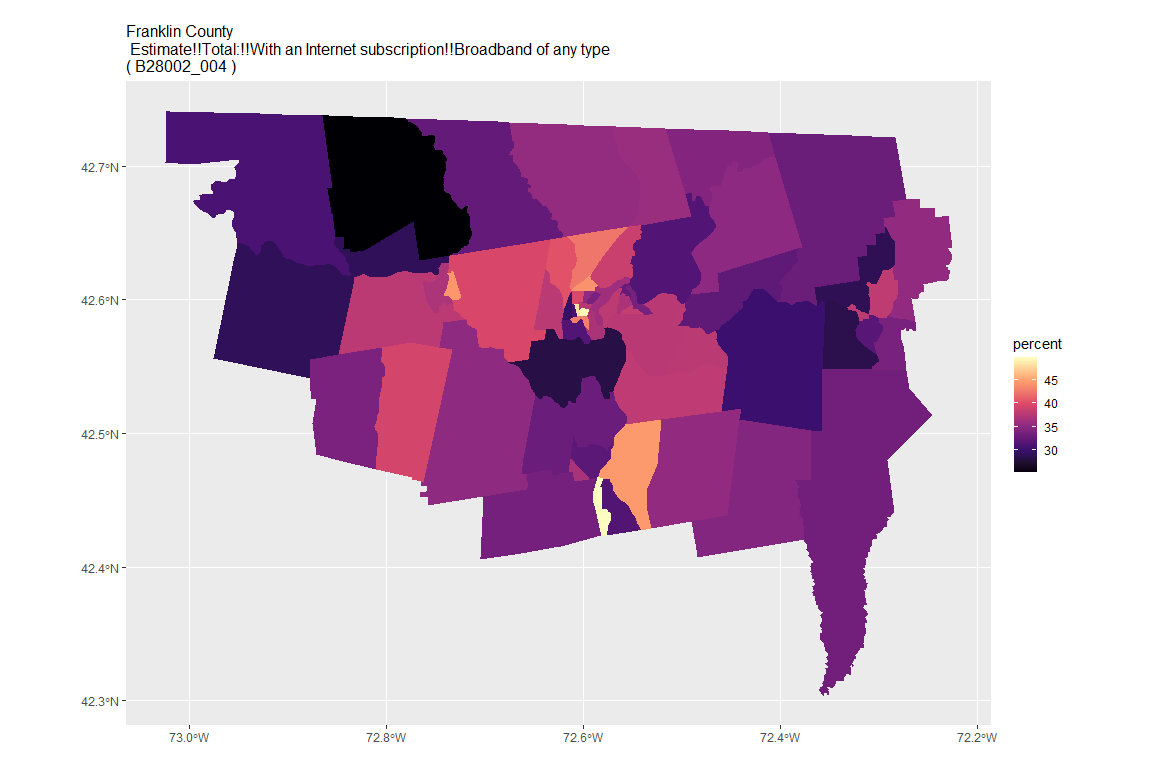 Franklin County
Estimate!!Total:!!With an Internet subscription!!Broadband of any type
( B28002_004 )
42.7°N
42.6°N
42.5°N
42.4°N
42.3°N
73.0°W
72.8°W
72.6°W
72.4°W
72.2°W
percent
45
40
35
30